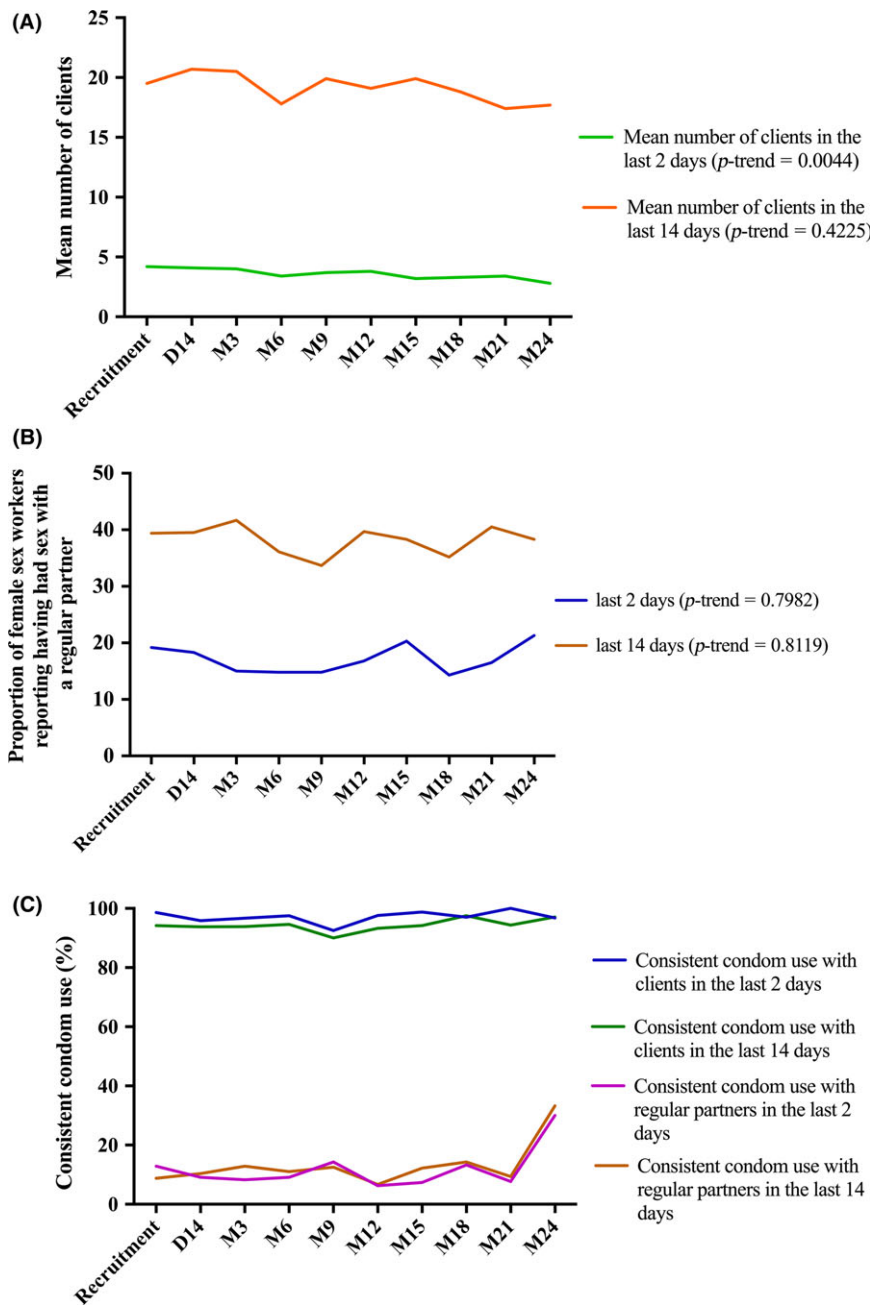 (A)
25
20
15
10
5
0
Mean number of clients
Recruitment
D14
M3
M6
M9
M12
M15
M18
M21
M24
Mean number of clients in the
last 2 days (p-trend = 0.0044)
Mean number of clients in the
last 14 days (p-trend = 0.4225)
(B)
50
40
30
20
10
0
Proportion of female sex workers
reporting having had sex with
a regular partner
Recruitment
D14
M3
M6
M9
M12
M15
M18
M21
M24
last 2 days (p-trend = 0.7982)
last 14 days (p-trend = 0.8119)
(C)
100
80
60
40
20
0
Consistent condom use (%)
Recruitment
D14
M3
M6
M9
M12
M15
M18
M21
M24
Consistent condom use with
clients in the last 2 days
Consistent condom use with
clients in the last 14 days
Consistent condom use with
regular partners in the last 2
days
Consistent condom use with
regular partners in the last 14
days